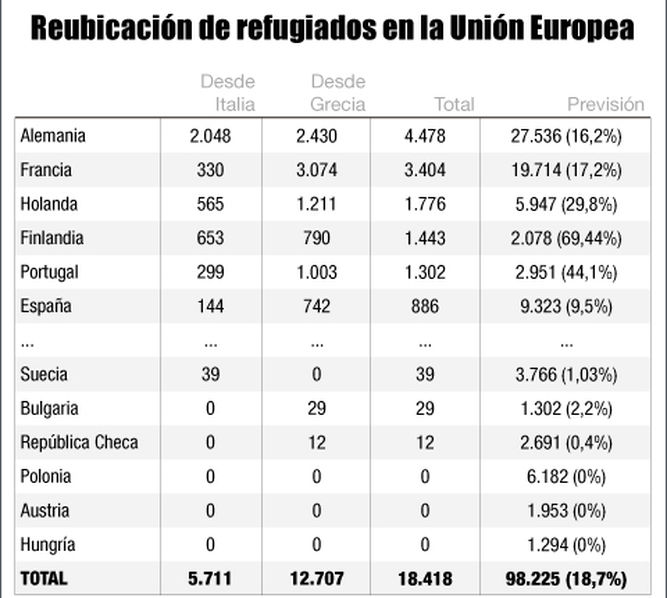 Reubicación de refugiados en la Unión Europea
Desde Italia Desde Grecia Total Previsión
Alemania 2.048 2.430 4.478 27.536 (16,2%)
Francia 330 3.074 3.404 19.714 (17,2%)
Holanda 565 1.211 1.776 5.947 (29,8%)
Finlandia 653 790 1.443 2.078 (69,44%)
Portugal 299 1.003 1.302 2.951 (44,1%)
España 144 742 886 9.323 (9,5%)
... ... ... ... ...
Suecia 39 0 39 3.766 (1,03%)
Bulgaria 0 29 29 1.302 (2,2%)
República Checa 0 12 12 2.691 (0,4%)
Polonia 0 0 0 6.182 (0%)
Austria 0 0 0 1.953 (0%)
Hungría 0 0 0 1.294 (0%)
TOTAL 5.711 12.707 18.418 98.225 (18,7%)